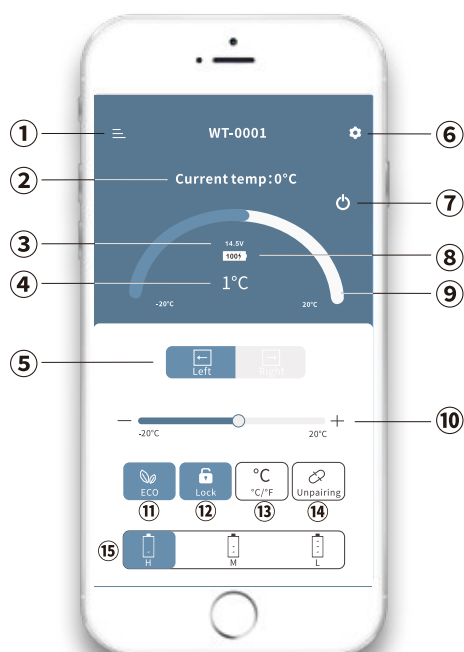 ① WT-0001 ⑥
② Current temp:0°C
⑦
③ 14.5V
100 ⑧
④ 1°C
⑨
-20°C 20°C
⑤ Left Right
− + ⑩
-20°C 20°C
°C
ECO Lock °C/°F Unpairing
⑪ ⑫ ⑬ ⑭
⑮
H M L